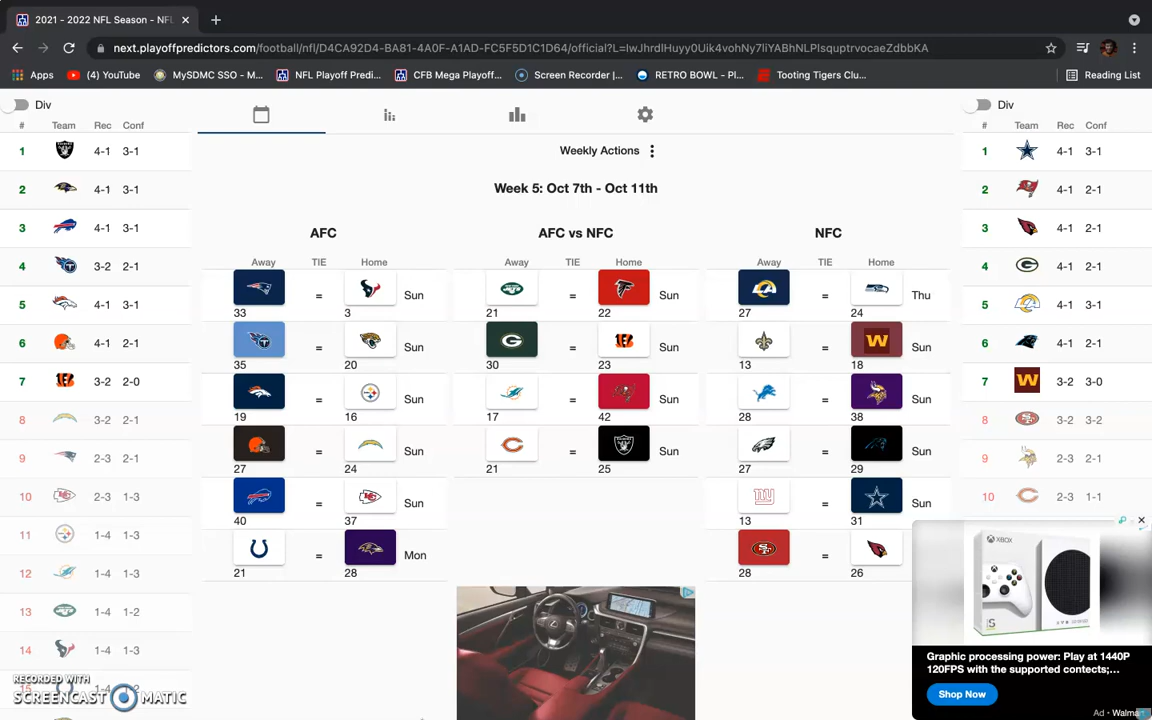 2021 - 2022 NFL Season - NFL
next.playoffpredictors.com/football/nfl/D4CA92D4-BA81-4A0F-A1AD-FC5F5D1C1D64/official?L=IwJhrdIHuyy0Uik4vohNy7liYABhNLPIsquptrvocaeZdbbKA
Apps (4) YouTube MySDMC SSO - M... NFL Playoff Predi... CFB Mega Playoff... Screen Recorder |... RETRO BOWL - Pl... Tooting Tigers Clu... Reading List
Div
# Team Rec Conf
1 4-1 3-1
2 4-1 3-1
3 4-1 3-1
4 3-2 2-1
5 4-1 3-1
6 4-1 2-1
7 3-2 2-0
8 3-2 2-1
9 2-3 2-1
10 2-3 1-3
11 1-4 1-3
12 1-4 1-3
13 1-4 1-2
14 1-4 1-3
RECORDED WITH
SCREENCAST MATIC
Weekly Actions
Week 5: Oct 7th - Oct 11th
AFC
Away TIE Home
= Sun
33 3
= Sun
35 20
= Sun
19 16
= Sun
27 24
= Sun
40 37
= Mon
21 28
AFC vs NFC
Away TIE Home
= Sun
21 22
= Sun
30 23
= Sun
17 42
= Sun
21 25
NFC
Away TIE Home
= Thu
27 24
= W Sun
13 18
= Sun
28 38
= Sun
27 29
= Sun
13 31
=
28 26
Div
# Team Rec Conf
1 4-1 3-1
2 4-1 2-1
3 4-1 2-1
4 4-1 2-1
5 4-1 3-1
6 4-1 2-1
7 W 3-2 3-0
8 3-2 3-2
9 2-3 2-1
10 2-3 1-1
XBOX
Graphic processing power: Play at 1440P
120FPS with the supported contects;...
Shop Now
Ad • Walmart